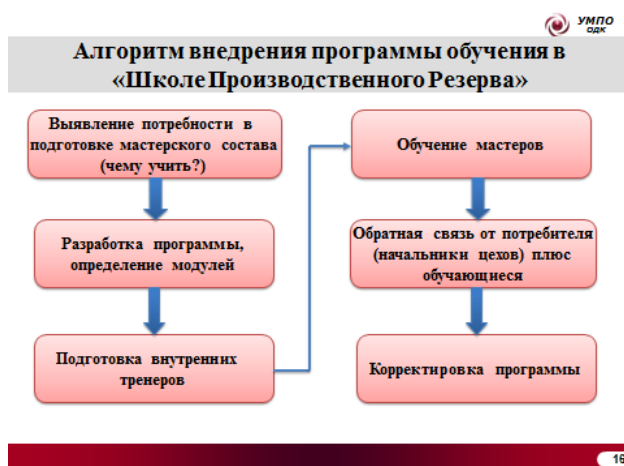 УМПО
ОДК
Алгоритм внедрения программы обучения в
«Школе Производственного Резерва»
Выявление потребности в
подготовке мастерского состава
(чему учить?)
Разработка программы,
определение модулей
Подготовка внутренних
тренеров
Обучение мастеров
Обратная связь от потребителя
(начальники цехов) плюс
обучающиеся
Корректировка программы
16